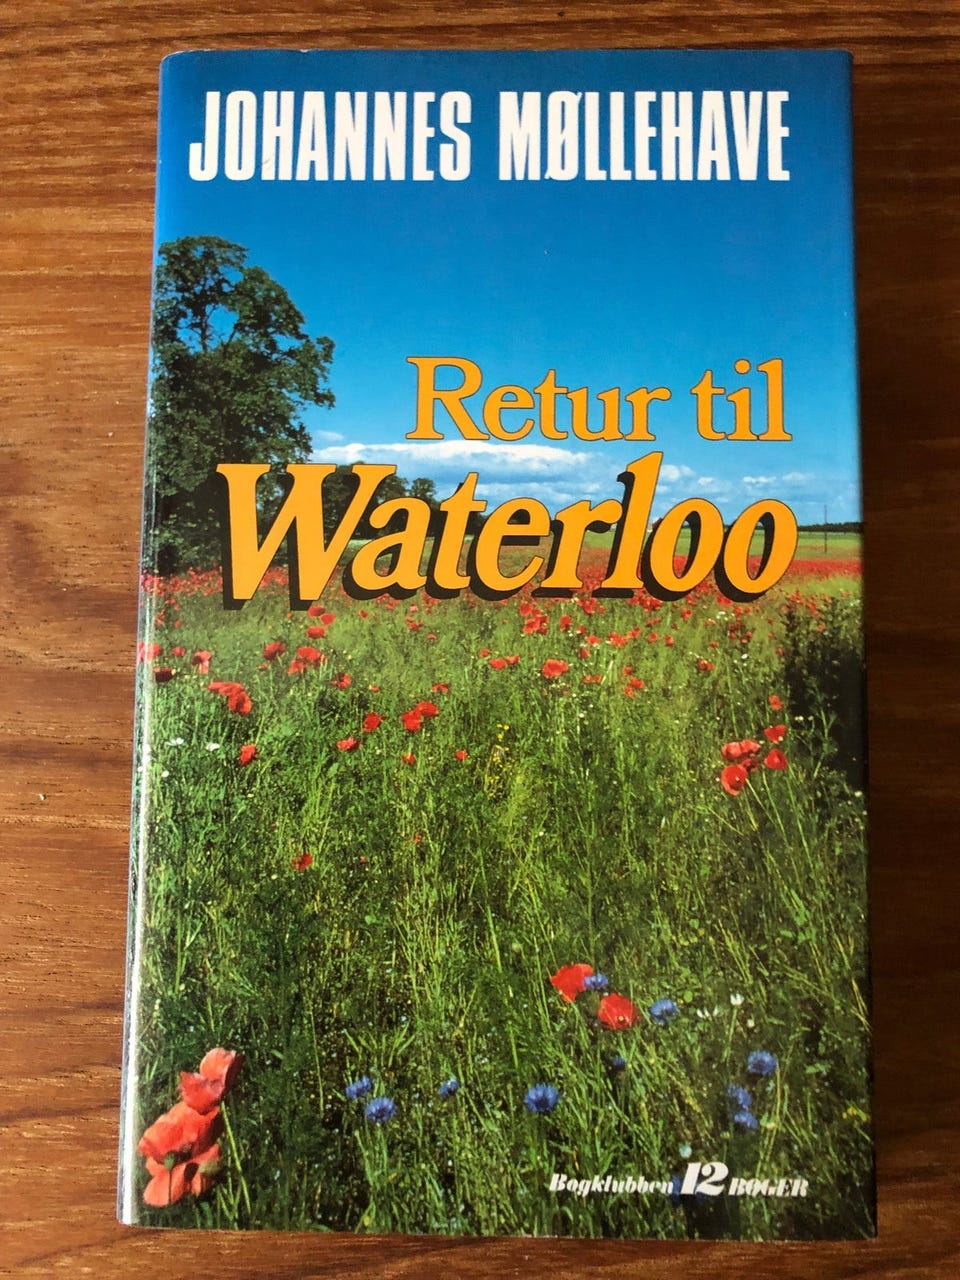 JOHANNES MØLLEHAVE
Retur til
Waterloo
Bogklubben 12 BØGER